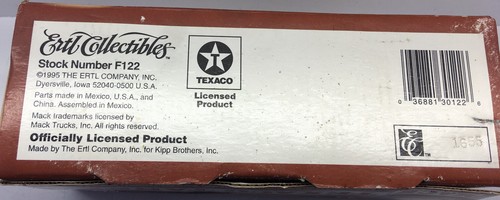 Ertl Collectibles™
Stock Number F122
©1995 THE ERTL COMPANY, INC.
Dyersville, Iowa 52040-0500 U.S.A.
Parts made in Mexico, U.S.A., and
China. Assembled in Mexico.
Mack trademarks licensed by
Mack Trucks, Inc. All rights reserved.
Officially Licensed Product
Made by The Ertl Company, Inc. for Kipp Brothers, Inc.
T
TEXACO
Licensed
Product
0 36881 30122 6
EC™